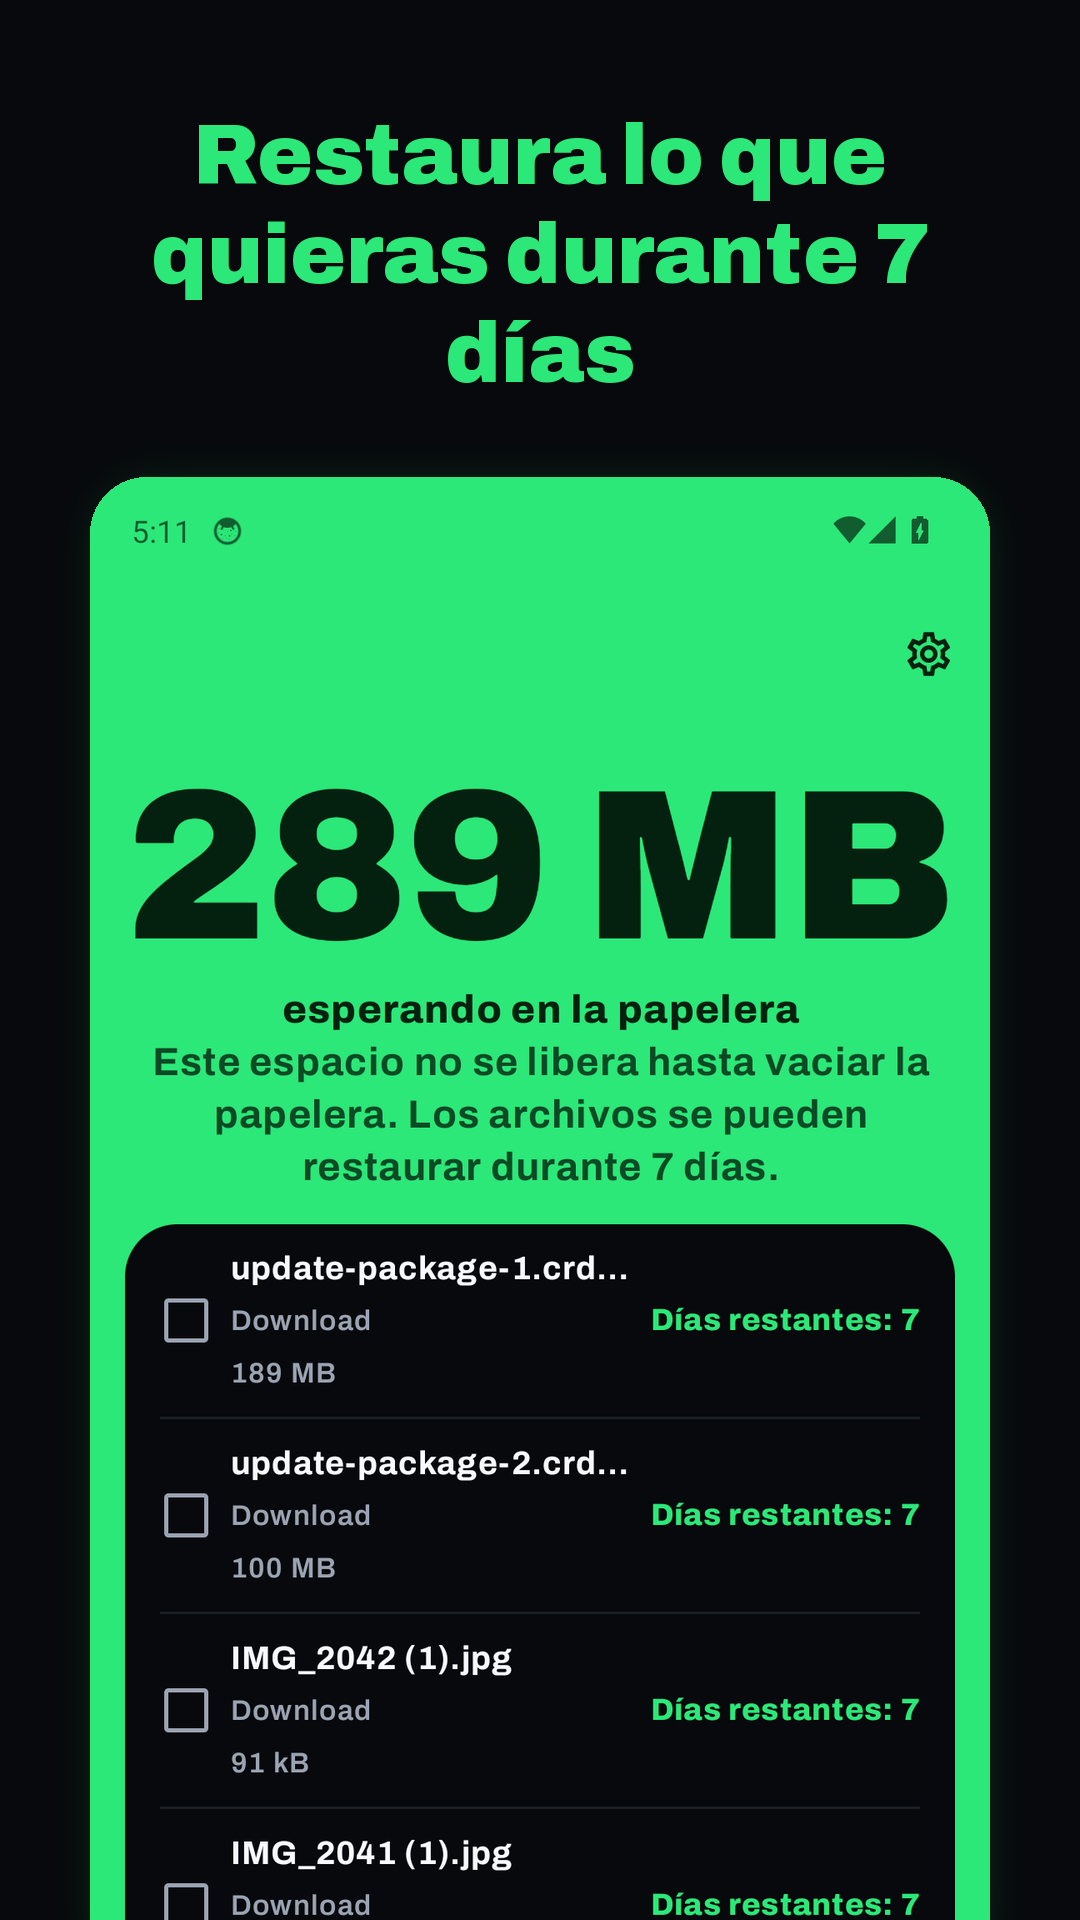 Restaura lo que
quieras durante 7
días
5:11
289 MB
esperando en la papelera
Este espacio no se libera hasta vaciar la
papelera. Los archivos se pueden
restaurar durante 7 días.
update-package-1.crd...
Download
Días restantes: 7
189 MB
update-package-2.crd...
Download
Días restantes: 7
100 MB
IMG_2042 (1).jpg
Download
Días restantes: 7
91 kB
IMG_2041 (1).jpg
Download
Días restantes: 7